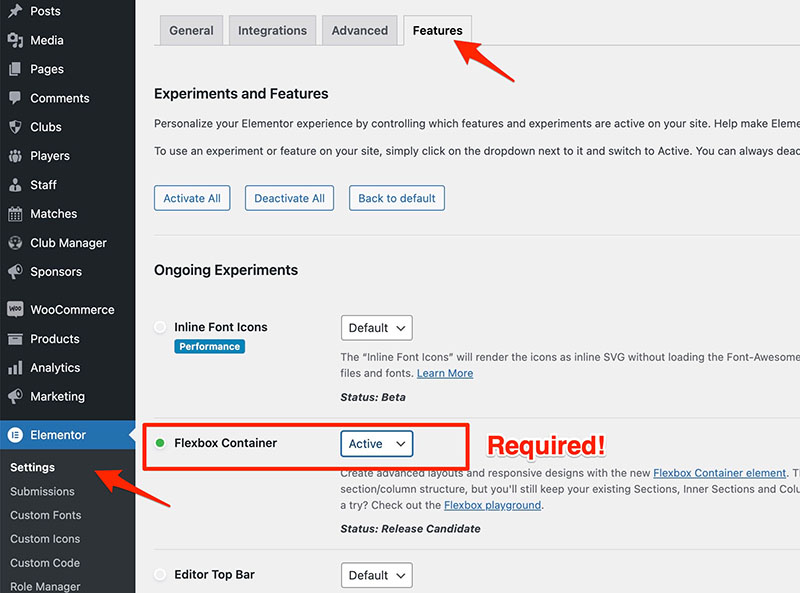 Posts
Media
Pages
Comments
Clubs
Players
Staff
Matches
Club Manager
Sponsors
WooCommerce
Products
Analytics
Marketing
Elementor
Settings
Submissions
Custom Fonts
Custom Icons
Custom Code
Role Manager
General
Integrations
Advanced
Features
Experiments and Features
Personalize your Elementor experience by controlling which features and experiments are active on your site. Help make Eleme
To use an experiment or feature on your site, simply click on the dropdown next to it and switch to Active. You can always deac
Activate All
Deactivate All
Back to default
Ongoing Experiments
Inline Font Icons
Performance
Default
The “Inline Font Icons” will render the icons as inline SVG without loading the Font-Awesome
files and fonts. Learn More
Status: Beta
Flexbox Container
Active
Required!
Create advanced layouts and responsive designs with the new Flexbox Container element. T
section/column structure, but you'll still keep your existing Sections, Inner Sections and Colu
a try? Check out the Flexbox playground.
Status: Release Candidate
Editor Top Bar
Default